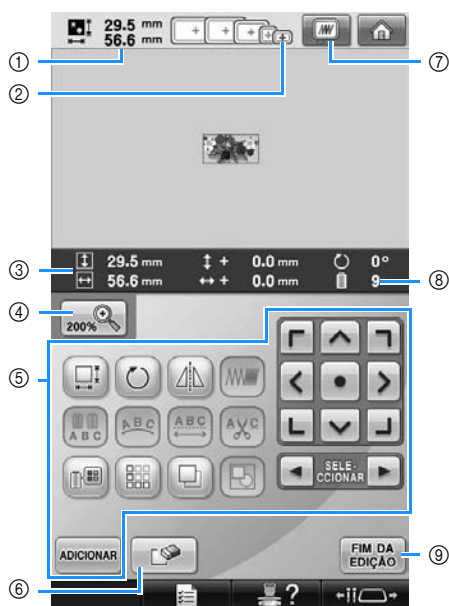 29.5 mm
56.6 mm
①
②
⑦
③
29.5 mm + 0.0 mm 0°
56.6 mm + 0.0 mm 9
⑧
④
200%
⑤
A B C
A B C
A B C
A C
SELE-
CCIONAR
ADICIONAR
FIM DA
EDIÇÃO
⑨
⑥
?